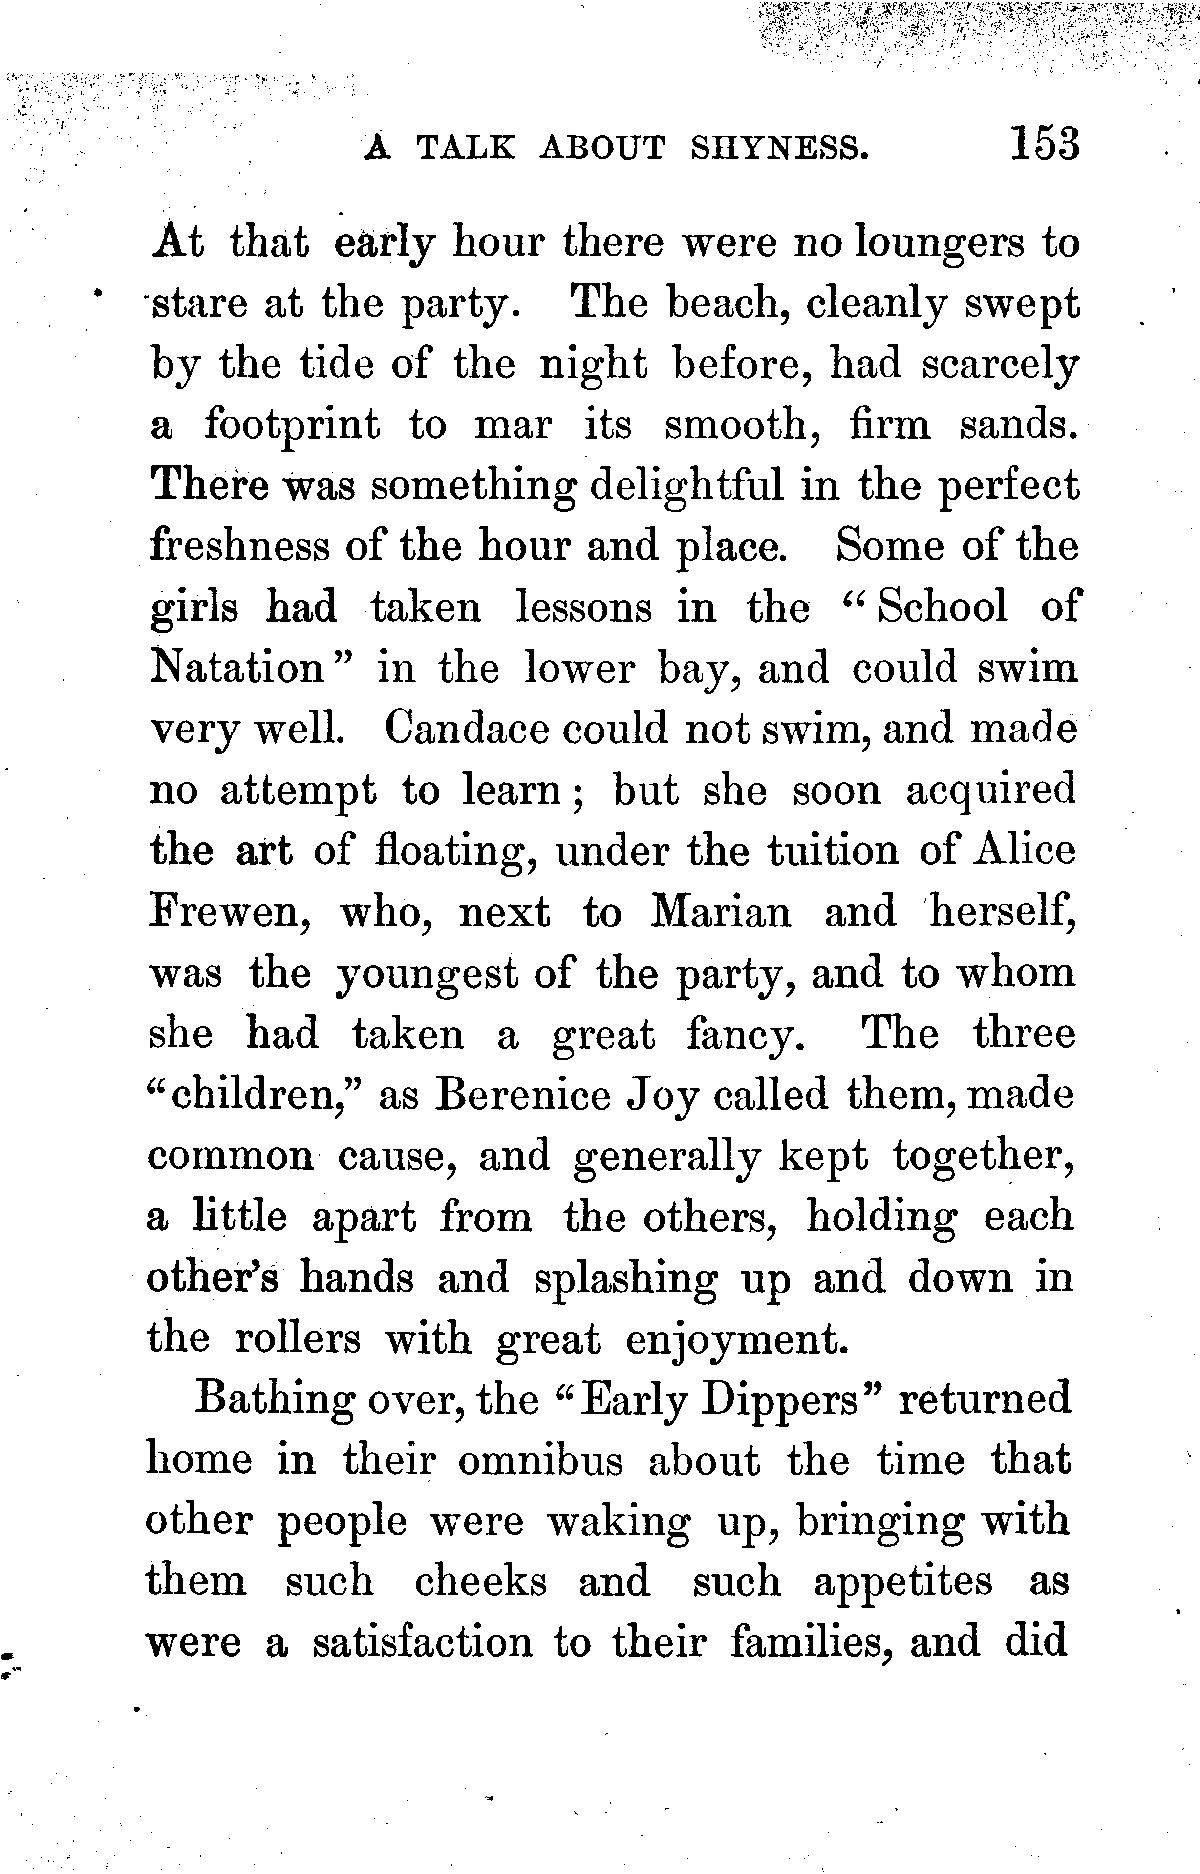 A TALK ABOUT SHYNESS. 153
At that early hour there were no loungers to
stare at the party. The beach, cleanly swept
by the tide of the night before, had scarcely
a footprint to mar its smooth, firm sands.
There was something delightful in the perfect
freshness of the hour and place. Some of the
girls had taken lessons in the “School of
Natation” in the lower bay, and could swim
very well. Candace could not swim, and made
no attempt to learn; but she soon acquired
the art of floating, under the tuition of Alice
Frewen, who, next to Marian and herself,
was the youngest of the party, and to whom
she had taken a great fancy. The three
“children,” as Berenice Joy called them, made
common cause, and generally kept together,
a little apart from the others, holding each
other’s hands and splashing up and down in
the rollers with great enjoyment.
Bathing over, the “Early Dippers” returned
home in their omnibus about the time that
other people were waking up, bringing with
them such cheeks and such appetites as
were a satisfaction to their families, and did